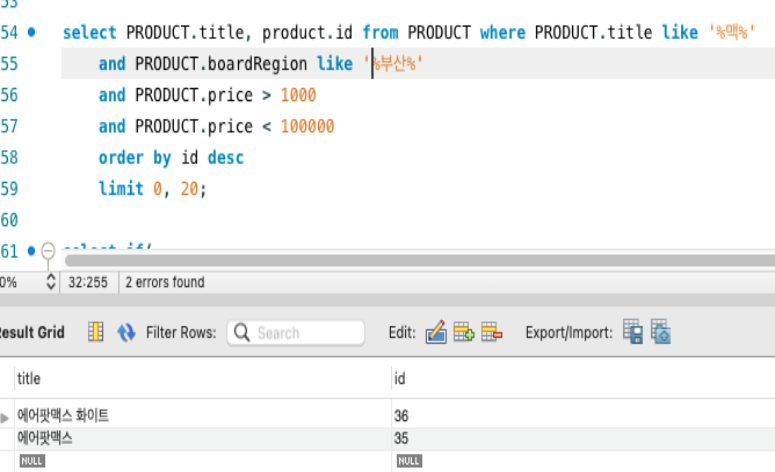 53
54 select PRODUCT.title, product.id from PRODUCT where PRODUCT.title like '%맥%'
55 and PRODUCT.boardRegion like '%부산%'
56 and PRODUCT.price > 1000
57 and PRODUCT.price < 100000
58 order by id desc
59 limit 0, 20;
60
61
0% 32:255 2 errors found
esult Grid Filter Rows: Search Edit: Export/Import:
title id
에어팟맥스 화이트 36
에어팟맥스 35
NULL NULL